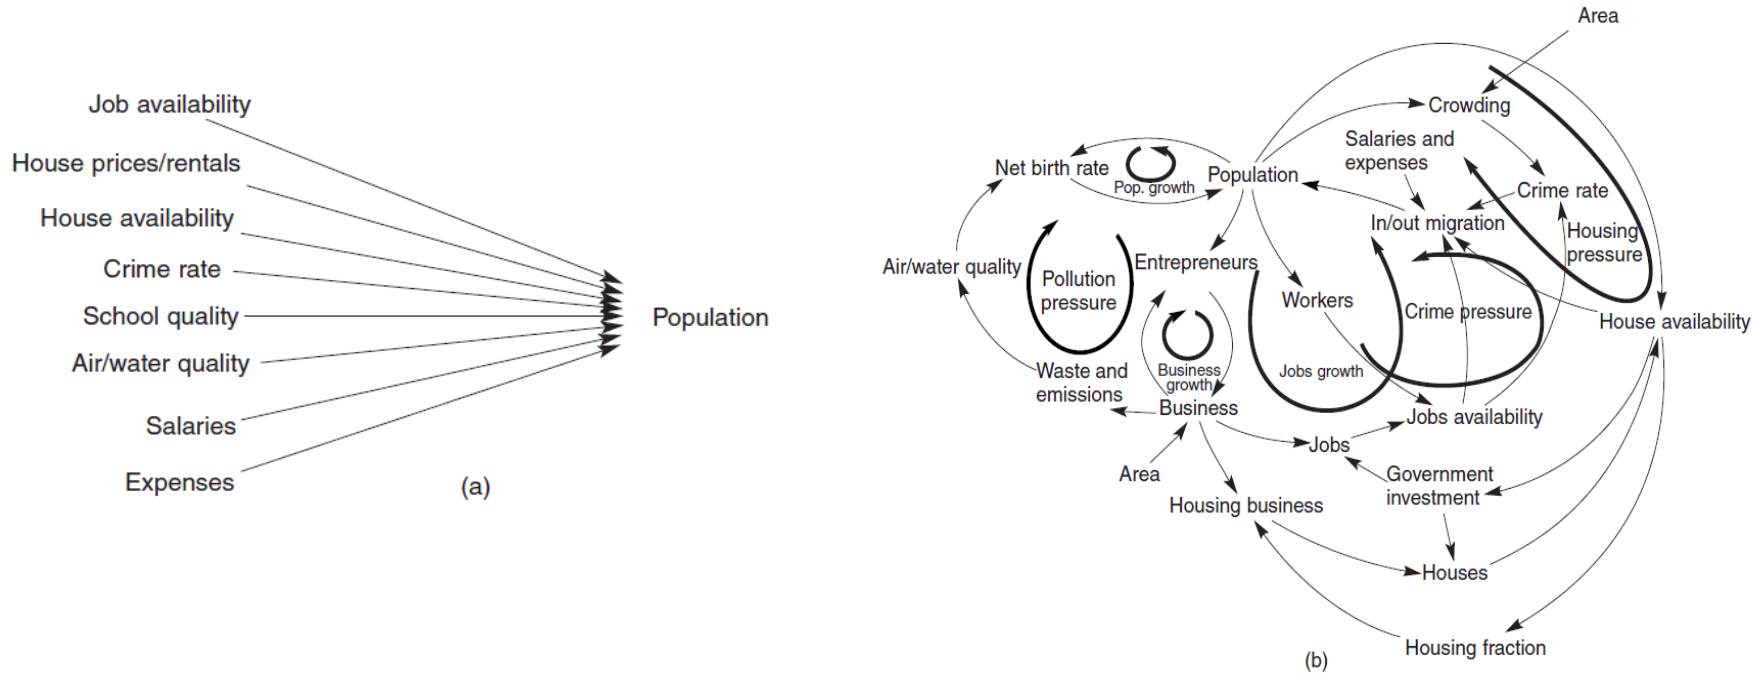 Job availability
House prices/rentals
House availability
Crime rate
School quality
Air/water quality
Salaries
Expenses
Population
(a)
Area
Crowding
Salaries and
expenses
Net birth rate
Pop. growth
Population
Crime rate
In/out migration
Housing
pressure
Air/water quality
Pollution
pressure
Entrepreneurs
Workers
Crime pressure
House availability
Waste and
emissions
Business
growth
Jobs growth
Business
Jobs availability
Jobs
Area
Government
investment
Housing business
Houses
Housing fraction
(b)